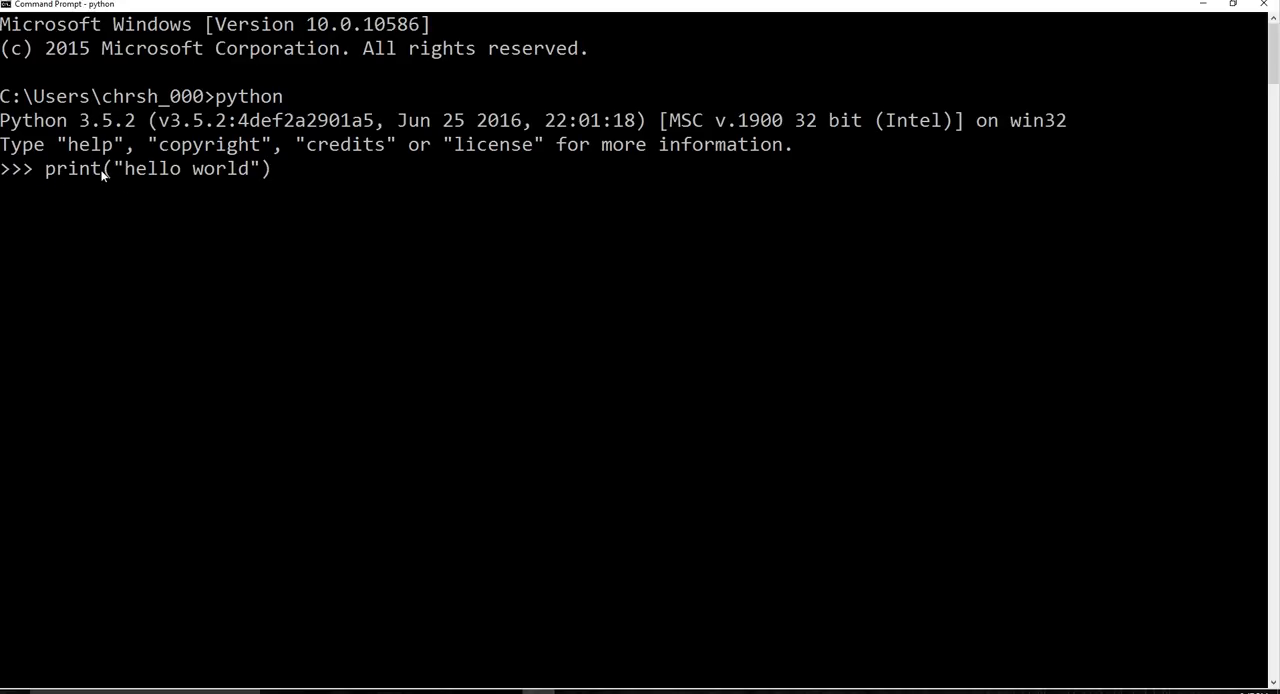 Command Prompt - python
Microsoft Windows [Version 10.0.10586]
(c) 2015 Microsoft Corporation. All rights reserved.
C:\Users\chrsh_000>python
Python 3.5.2 (v3.5.2:4def2a2901a5, Jun 25 2016, 22:01:18) [MSC v.1900 32 bit (Intel)] on win32
Type "help", "copyright", "credits" or "license" for more information.
>>> print("hello world")